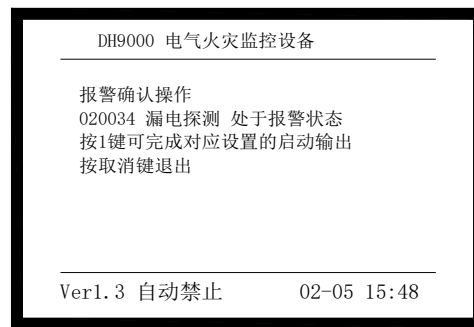 DH9000 电气火灾监控设备
报警确认操作
020034 漏电探测 处于报警状态
按1键可完成对应设置的启动输出
按取消键退出
Ver1.3 自动禁止 02-05 15:48